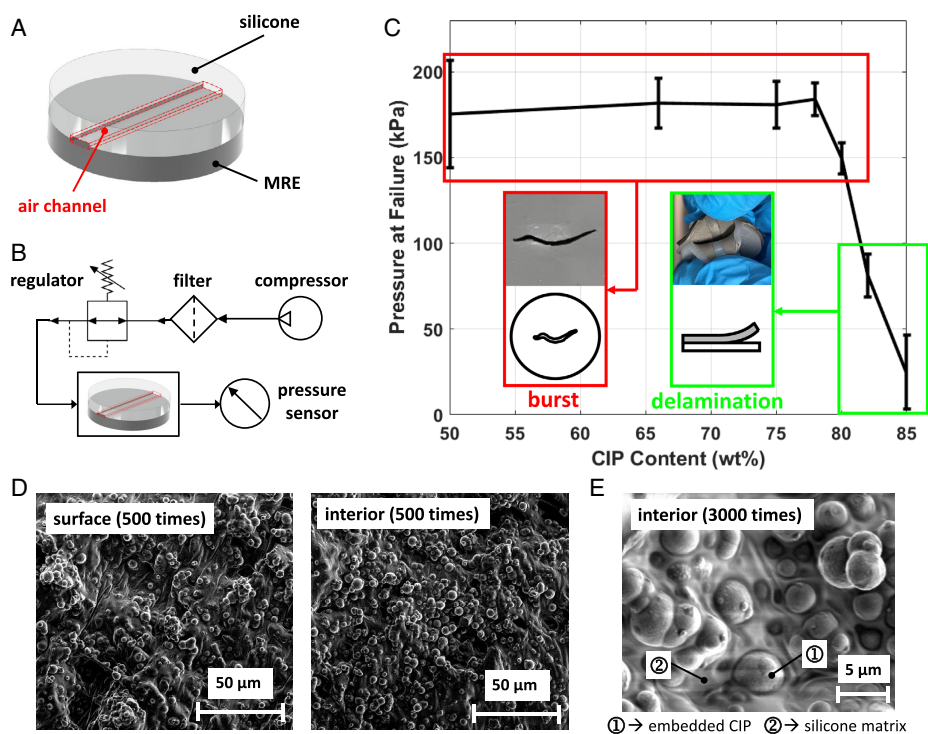 A
silicone
air channel
MRE
B
regulator
filter
compressor
pressure
sensor
C
Pressure at Failure (kPa)
200
150
100
50
0
burst
delamination
50
55
60
65
70
75
80
85
CIP Content (wt%)
D
surface (500 times)
50 µm
interior (500 times)
50 µm
E
interior (3000 times)
②
①
5 µm
① → embedded CIP ② → silicone matrix